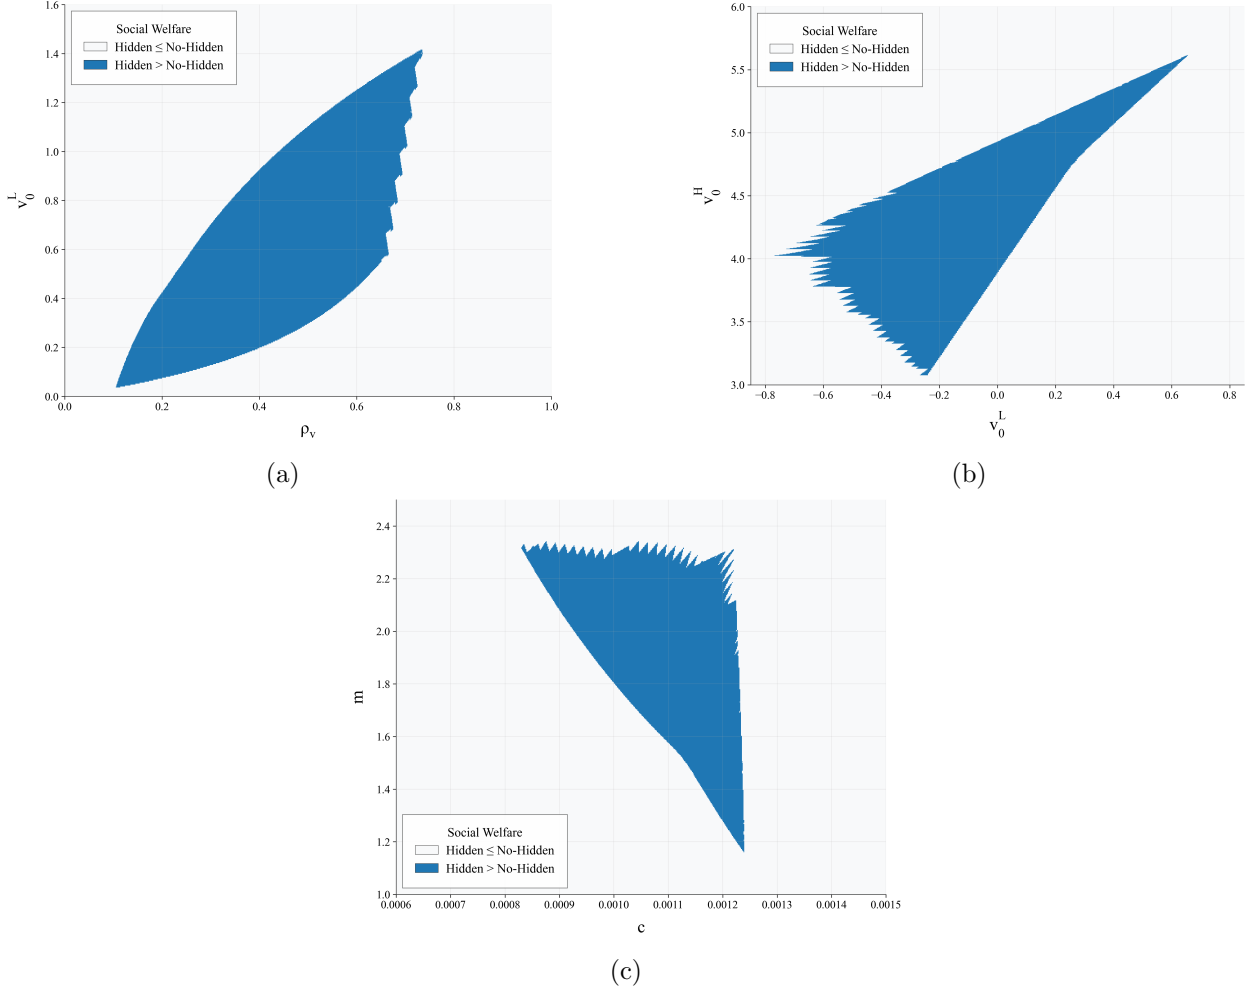 Social Welfare
Hidden ≤ No-Hidden
Hidden > No-Hidden
1.6
1.4
1.2
1.0
0.8
0.6
0.4
0.2
0.0
v₀ᴸ
0.0 0.2 0.4 0.6 0.8 1.0
ρᵥ
(a)
Social Welfare
Hidden ≤ No-Hidden
Hidden > No-Hidden
6.0
5.5
5.0
4.5
4.0
3.5
3.0
v₀ᴴ
−0.8 −0.6 −0.4 −0.2 0.0 0.2 0.4 0.6 0.8
v₀ᴸ
(b)
2.4
2.2
2.0
1.8
1.6
1.4
1.2
1.0
m
Social Welfare
Hidden ≤ No-Hidden
Hidden > No-Hidden
0.0006 0.0007 0.0008 0.0009 0.0010 0.0011 0.0012 0.0013 0.0014 0.0015
c
(c)